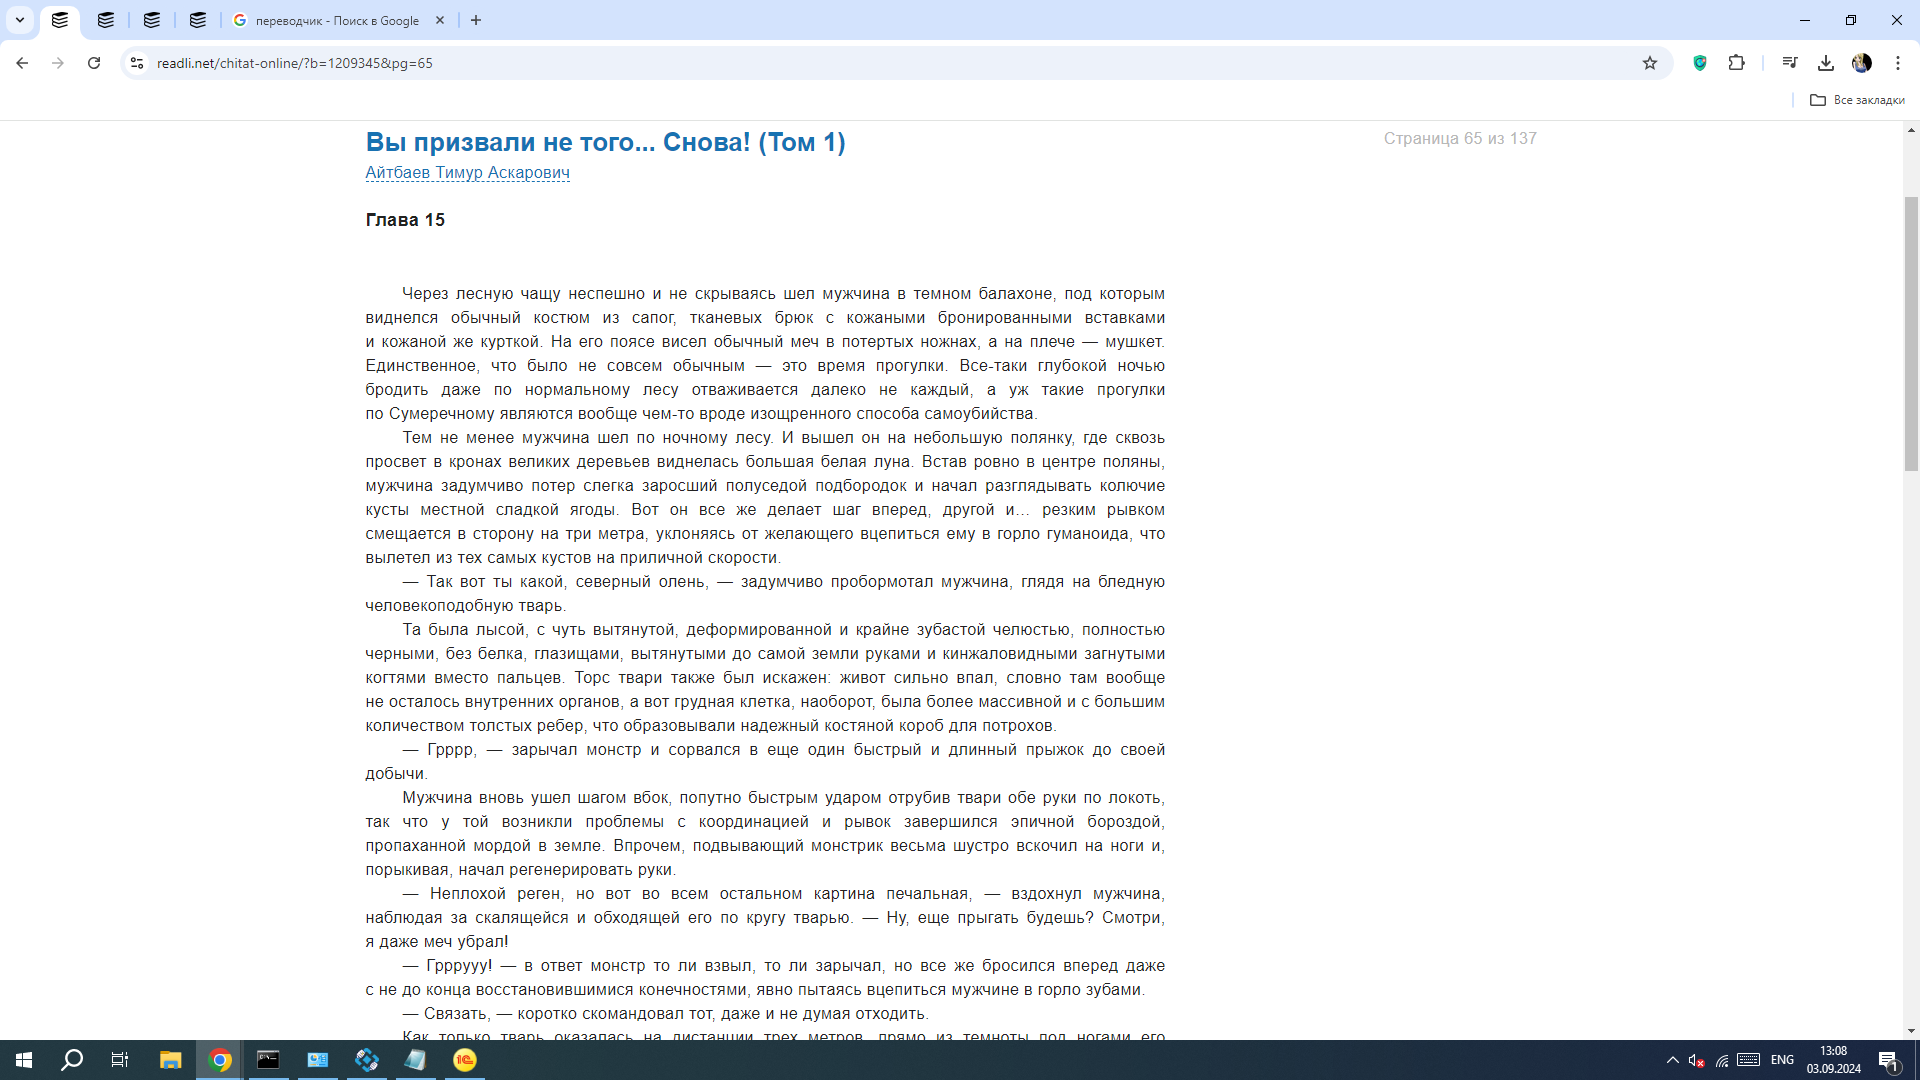 переводчик - Поиск в Google
readli.net/chitat-online/?b=1209345&pg=65
Все закладки
Вы призвали не того... Снова! (Том 1)
Страница 65 из 137
Айтбаев Тимур Аскарович
Глава 15
Через лесную чащу неспешно и не скрываясь шел мужчина в темном балахоне, под которым
виднелся обычный костюм из сапог, тканевых брюк с кожаными бронированными вставками
и кожаной же курткой. На его поясе висел обычный меч в потертых ножнах, а на плече — мушкет.
Единственное, что было не совсем обычным — это время прогулки. Все-таки глубокой ночью
бродить даже по нормальному лесу отваживается далеко не каждый, а уж такие прогулки
по Сумеречному являются вообще чем-то вроде изощренного способа самоубийства.
Тем не менее мужчина шел по ночному лесу. И вышел он на небольшую полянку, где сквозь
просвет в кронах великих деревьев виднелась большая белая луна. Встав ровно в центре поляны,
мужчина задумчиво потер слегка заросший полуседой подбородок и начал разглядывать колючие
кусты местной сладкой ягоды. Вот он все же делает шаг вперед, другой и… резким рывком
смещается в сторону на три метра, уклоняясь от желающего вцепиться ему в горло гуманоида, что
вылетел из тех самых кустов на приличной скорости.
— Так вот ты какой, северный олень, — задумчиво пробормотал мужчина, глядя на бледную
человекоподобную тварь.
Та была лысой, с чуть вытянутой, деформированной и крайне зубастой челюстью, полностью
черными, без белка, глазищами, вытянутыми до самой земли руками и кинжаловидными загнутыми
когтями вместо пальцев. Торс твари также был искажен: живот сильно впал, словно там вообще
не осталось внутренних органов, а вот грудная клетка, наоборот, была более массивной и с большим
количеством толстых ребер, что образовывали надежный костяной короб для потрохов.
— Грррр, — зарычал монстр и сорвался в еще один быстрый и длинный прыжок до своей
добычи.
Мужчина вновь ушел шагом вбок, попутно быстрым ударом отрубив твари обе руки по локоть,
так что у той возникли проблемы с координацией и рывок завершился эпичной бороздой,
пропаханной мордой в земле. Впрочем, подвывающий монстрик весьма шустро вскочил на ноги и,
порыкивая, начал регенерировать руки.
— Неплохой реген, но вот во всем остальном картина печальная, — вздохнул мужчина,
наблюдая за скалящейся и обходящей его по кругу тварью. — Ну, еще прыгать будешь? Смотри,
я даже меч убрал!
— Гррруууу! — в ответ монстр то ли взвыл, то ли зарычал, но все же бросился вперед даже
с не до конца восстановившимися конечностями, явно пытаясь вцепиться мужчине в горло зубами.
— Связать, — коротко скомандовал тот, даже и не думая отходить.
Как только тварь оказалась на дистанции трех метров, прямо из темноты под ногами его
ENG
13:08
03.09.2024
1